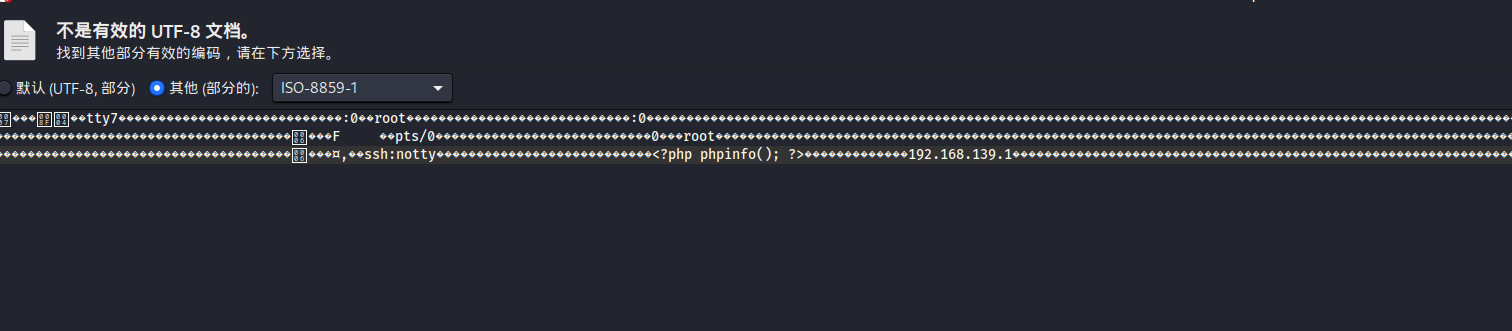 不是有效的 UTF-8 文档。
找到其他部分有效的编码，请在下方选择。
默认 (UTF-8, 部分) 其他 (部分的): ISO-8859-1
tty7 :0 root :0
F pts/0 0 root
¤, ssh:notty <?php phpinfo(); ?> 192.168.139.1